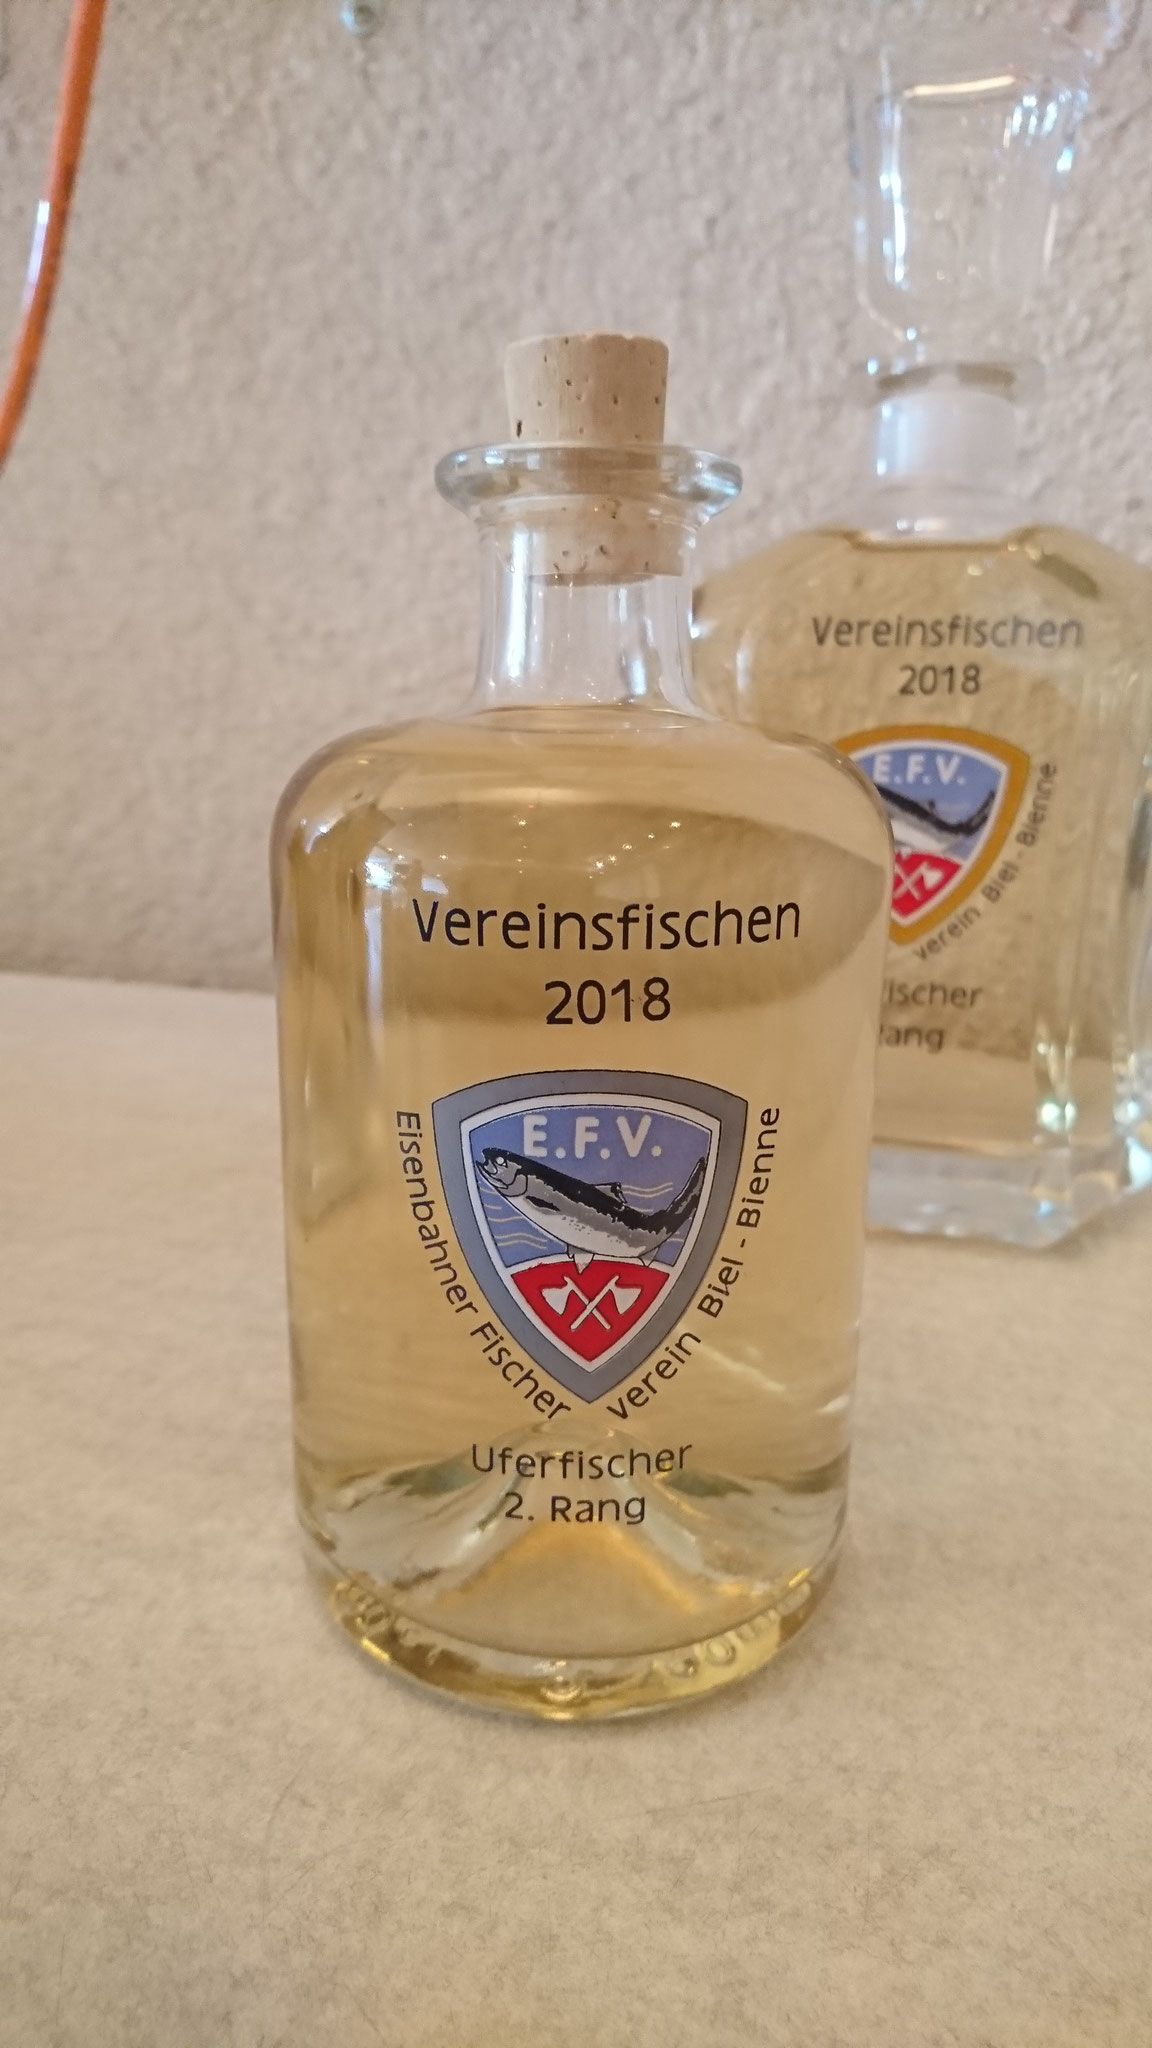 Vereinsfischen
2018
E.F.V.
Eisenbahner Fischer
verein Biel - Bienne
Uferfischer
2. Rang
Vereinsfischen
2018
E.F.V.
verein Biel - Bienne